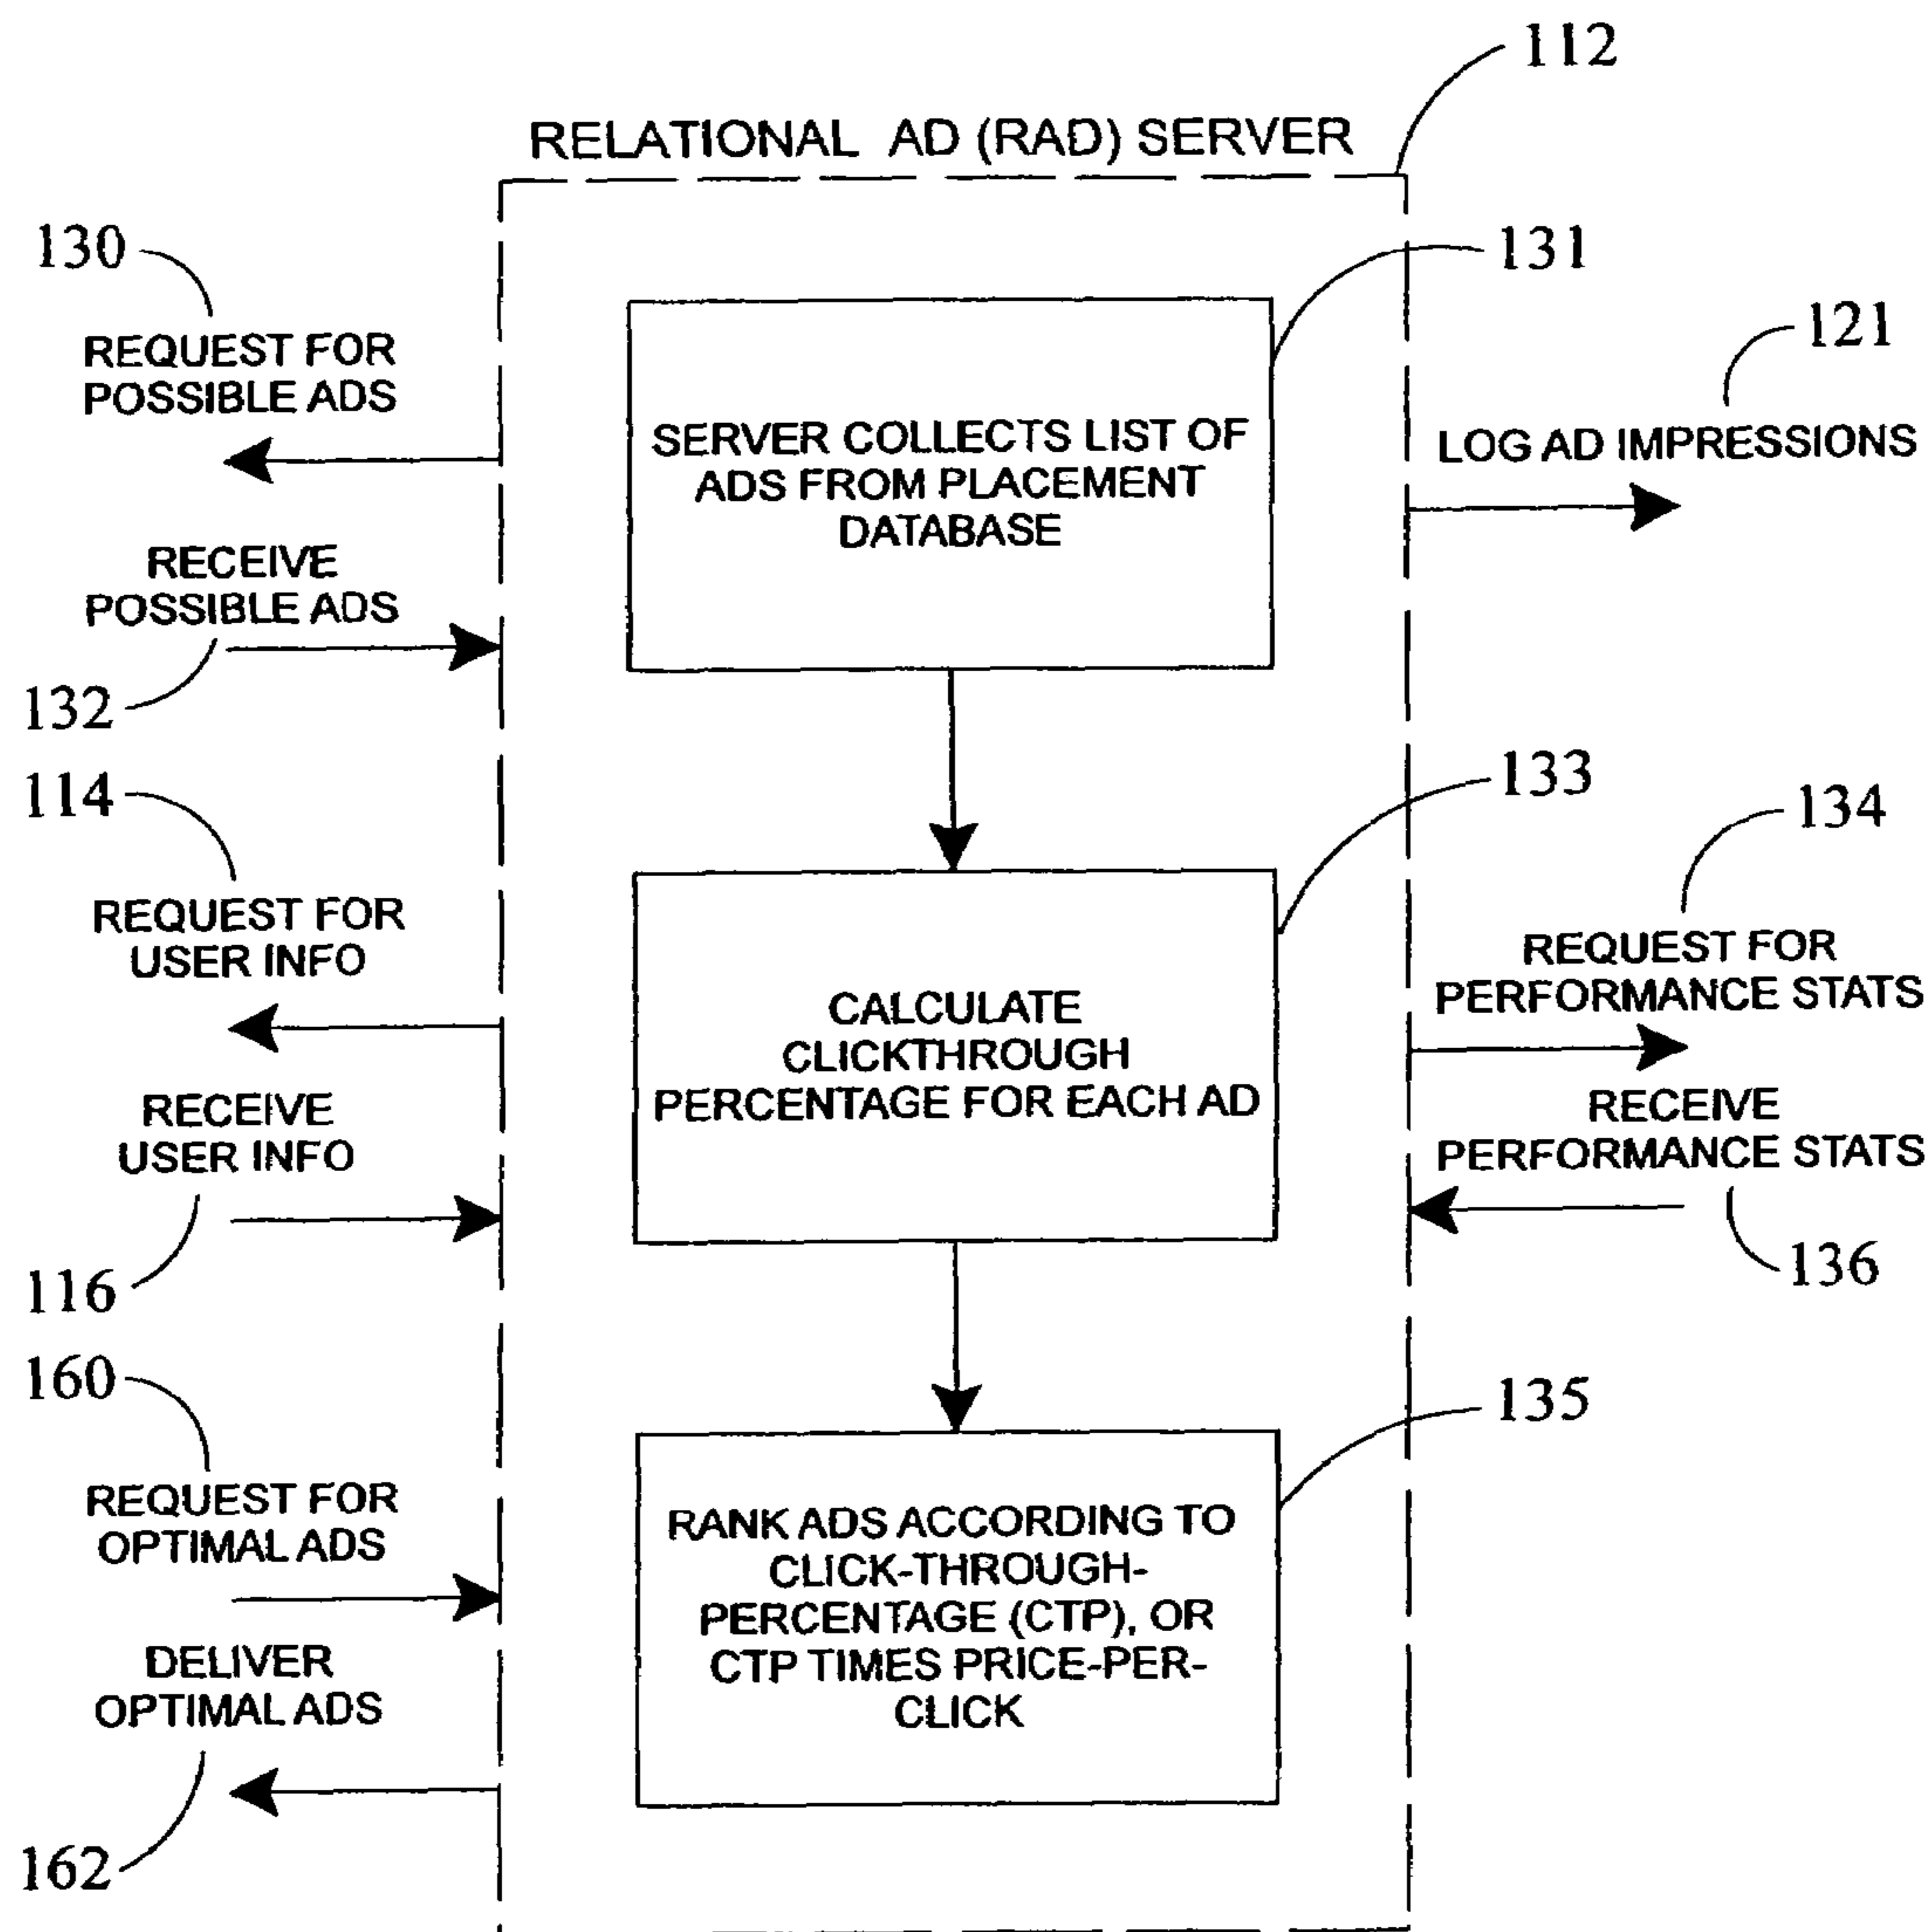 112
RELATIONAL AD (RAD) SERVER
130
131
REQUEST FOR
POSSIBLE ADS
121
SERVER COLLECTS LIST OF
ADS FROM PLACEMENT
DATABASE
LOG AD IMPRESSIONS
RECEIVE
POSSIBLE ADS
132
114
133
134
REQUEST FOR
USER INFO
CALCULATE
CLICKTHROUGH
PERCENTAGE FOR EACH AD
REQUEST FOR
PERFORMANCE STATS
RECEIVE
USER INFO
RECEIVE
PERFORMANCE STATS
116
136
160
135
REQUEST FOR
OPTIMAL ADS
RANK ADS ACCORDING TO
CLICK-THROUGH-
PERCENTAGE (CTP), OR
CTP TIMES PRICE-PER-
CLICK
DELIVER
OPTIMAL ADS
162